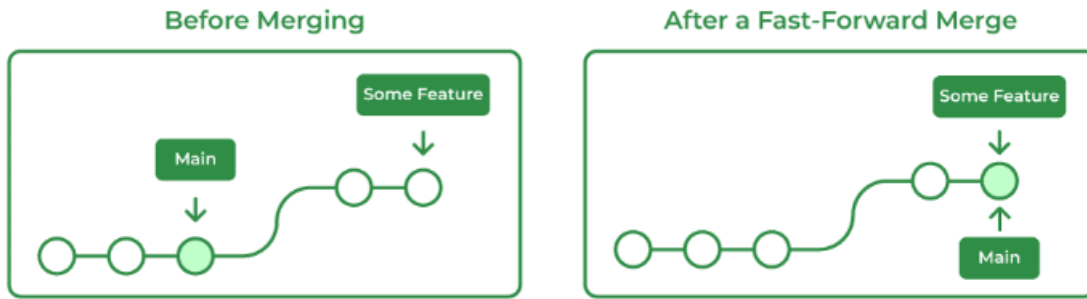 Before Merging
After a Fast-Forward Merge
Some Feature
Main
Some Feature
Main